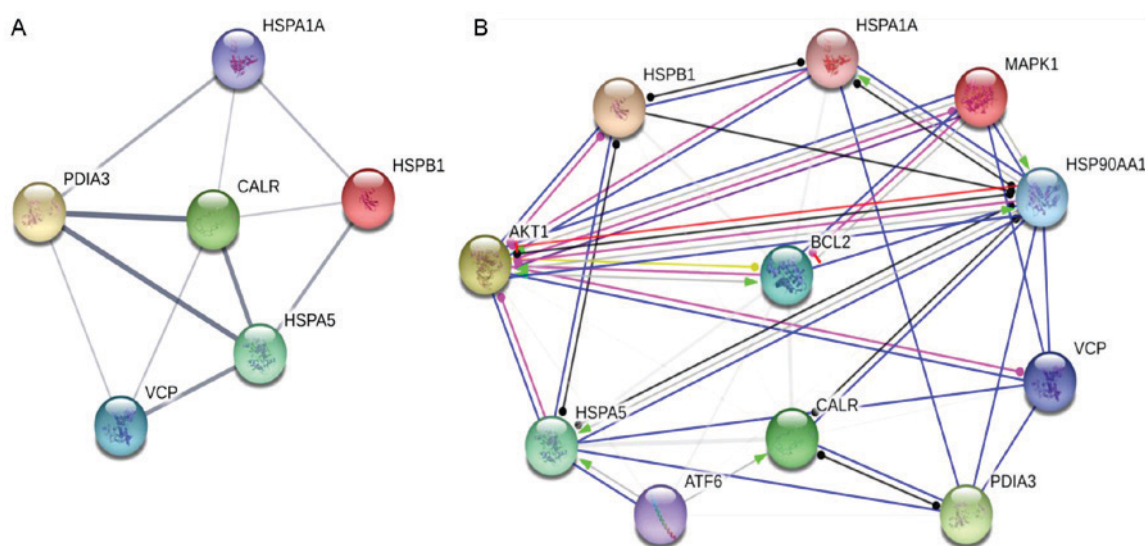 A
HSPA1A
PDIA3
CALR
HSPB1
HSPA5
VCP
B
HSPA1A
HSPB1
MAPK1
HSP90AA1
AKT1
BCL2
VCP
HSPA5
CALR
ATF6
PDIA3